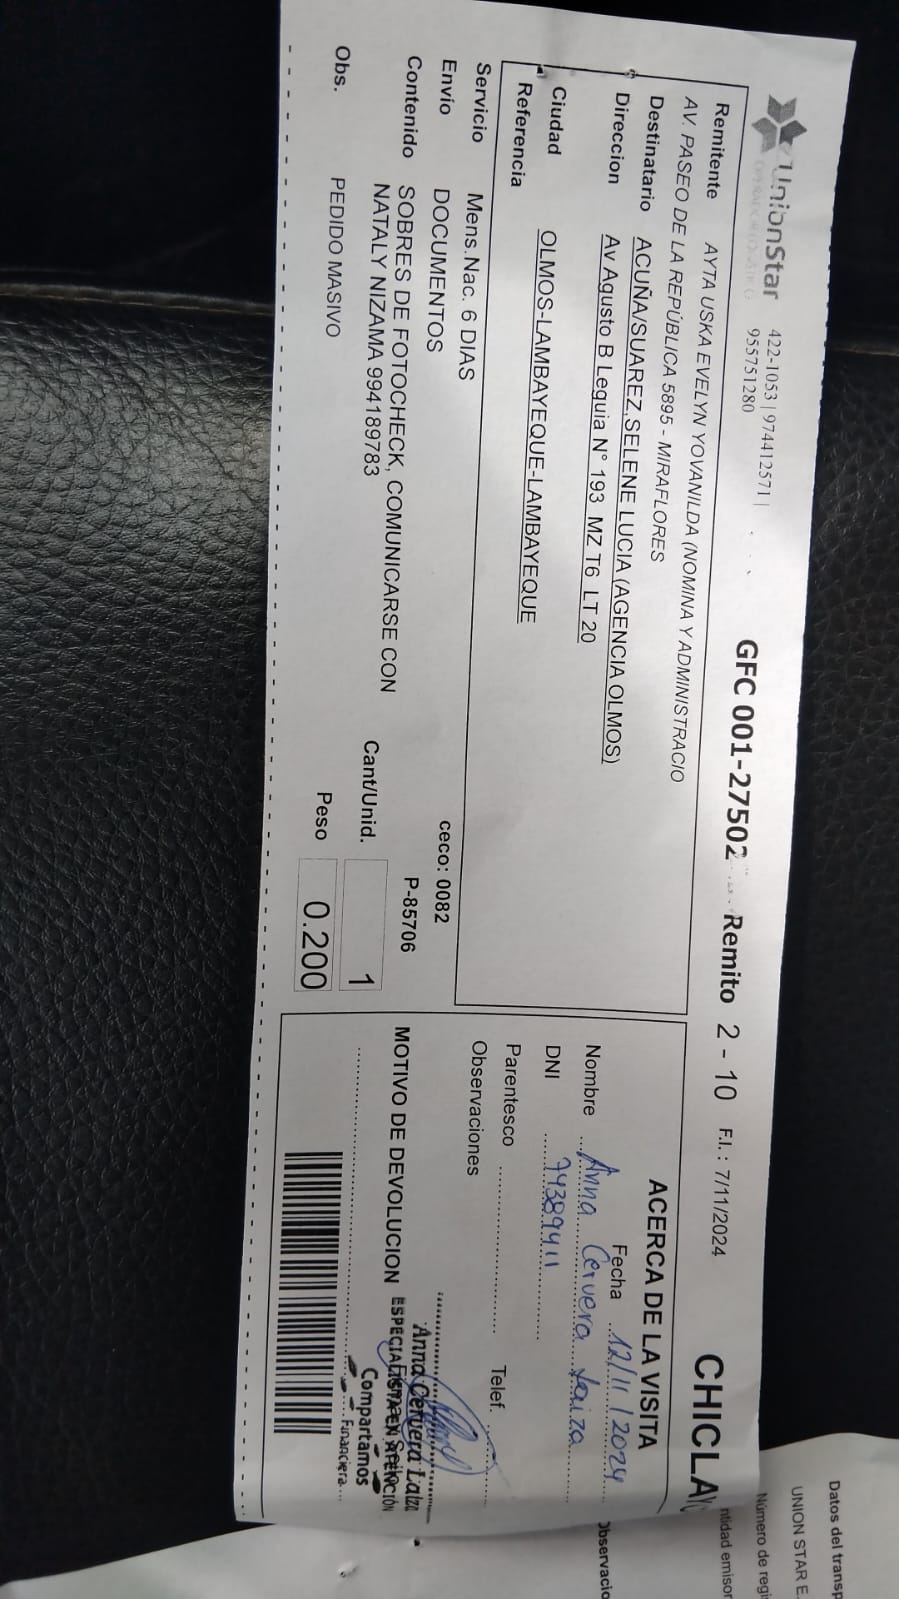 UnionStar
422-1053 | 974412571 |
955751280
GFC 001-27502
Remito 2 - 10 F.I.: 7/11/2024
CHICLA
Remitente AYTA USKA EVELYN YOVANILDA (NOMINA Y ADMINISTRACIO
AV. PASEO DE LA REPÚBLICA 5895 - MIRAFLORES
Destinatario ACUÑA/SUAREZ,SELENE LUCIA (AGENCIA OLMOS)
Direccion Av Agusto B Leguia N° 193 MZ T6 LT 20
Ciudad OLMOS-LAMBAYEQUE-LAMBAYEQUE
Referencia
Servicio Mens.Nac. 6 DIAS
Envio DOCUMENTOS
ceco: 0082
Contenido SOBRES DE FOTOCHECK, COMUNICARSE CON
NATALY NIZAMA 994189783
P-85706
Cant/Unid. 1
Obs. PEDIDO MASIVO
Peso 0.200
ACERCA DE LA VISITA
Fecha 12/11/2024
Nombre Anna Cervera Laiza
DNI 74389411
Parentesco
Telef.
Observaciones
MOTIVO DE DEVOLUCION
Anna Cervera Laiza
ESPECIALISTA EN ATENCIÓN
Compartamos
Financiera
Datos del transp
UNION STAR E.
Número de regi
ntidad emisor
Observacio